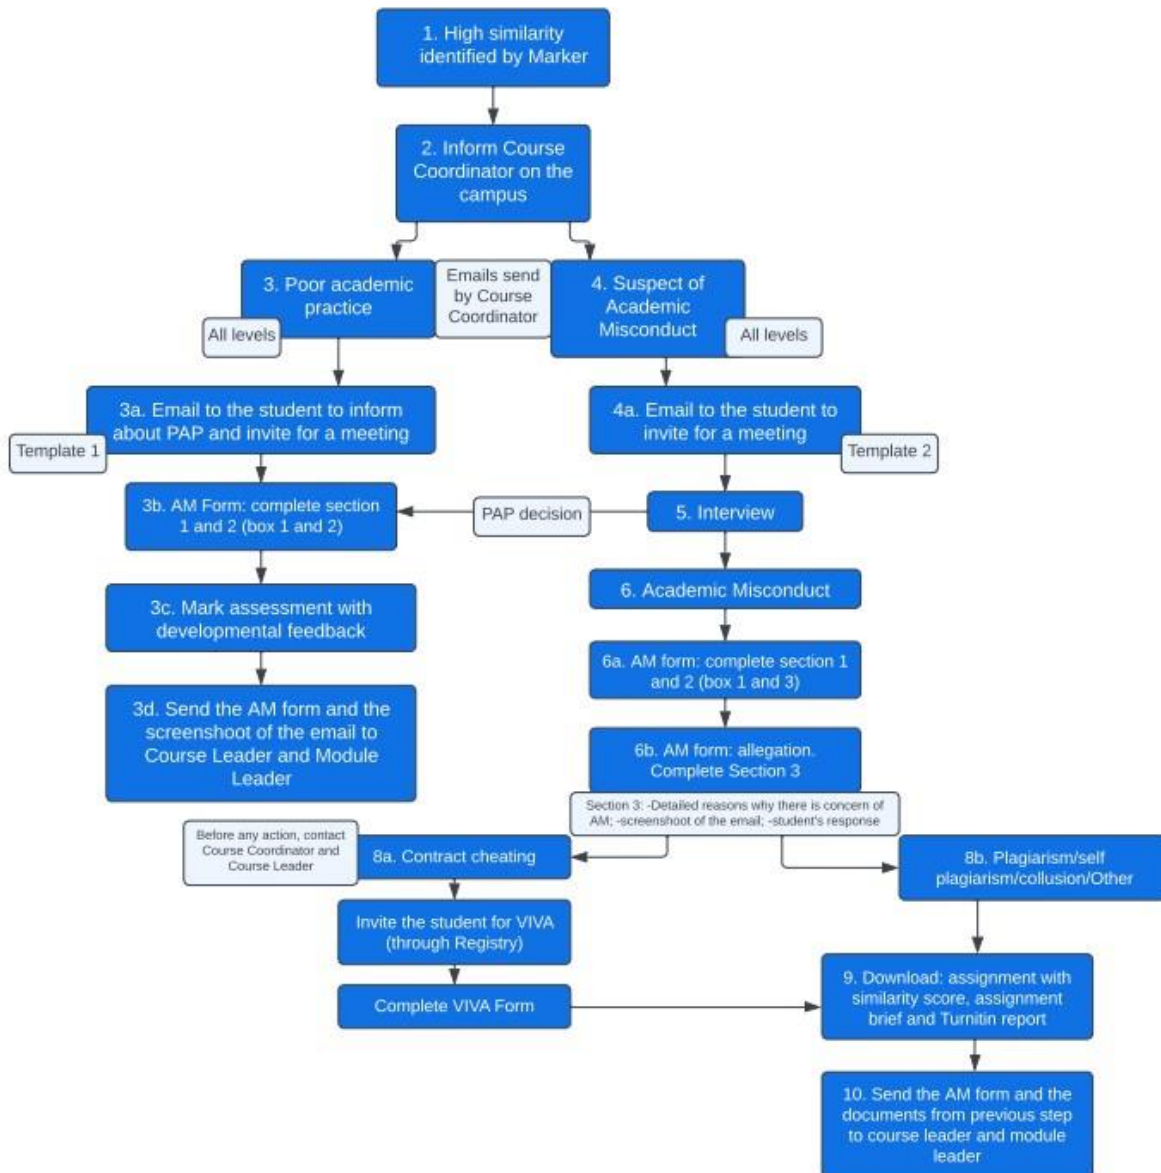 1. High similarity
identified by Marker
2. Inform Course
Coordinator on the
campus
3. Poor academic
practice
All levels
Emails send
by Course
Coordinator
4. Suspect of
Academic
Misconduct
All levels
3a. Email to the student to inform
about PAP and invite for a meeting
Template 1
4a. Email to the student to
invite for a meeting
Template 2
3b. AM Form: complete section
1 and 2 (box 1 and 2)
PAP decision
5. Interview
3c. Mark assessment with
developmental feedback
6. Academic Misconduct
3d. Send the AM form and the
screenshoot of the email to
Course Leader and Module
Leader
6a. AM form: complete section 1
and 2 (box 1 and 3)
6b. AM form: allegation.
Complete Section 3
Section 3: -Detailed reasons why there is concern of
AM; -screenshoot of the email; -student's response
Before any action, contact
Course Coordinator and
Course Leader
8a. Contract cheating
8b. Plagiarism/self
plagiarism/collusion/Other
Invite the student for VIVA
(through Registry)
Complete VIVA Form
9. Download: assignment with
similarity score, assignment
brief and Turnitin report
10. Send the AM form and the
documents from previous step
to course leader and module
leader